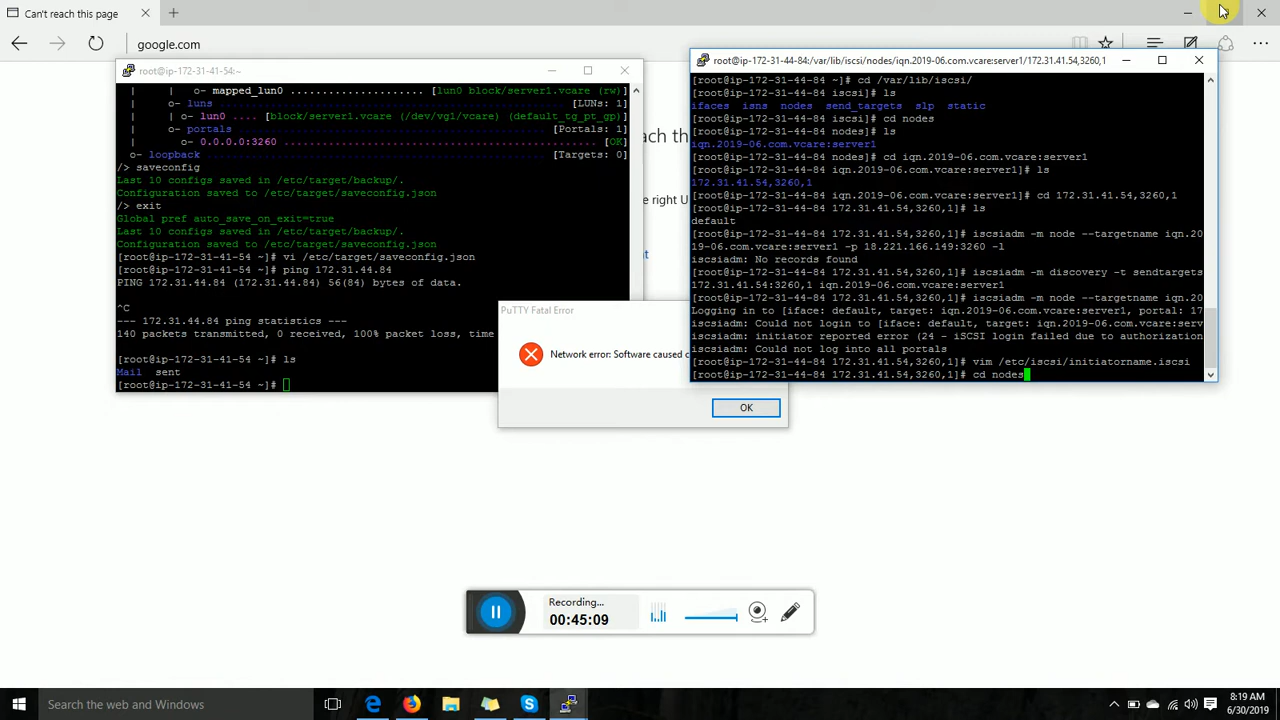 Can't reach this page
google.com
root@ip-172-31-41-54:~
| | o- mapped_lun0 ...................... [lun0 block/server1.vcare (rw)]
| o- luns ............................................ [LUNs: 1]
| | o- lun0 .... [block/server1.vcare (/dev/vg1/vcare) (default_tg_pt_gp)]
| o- portals ........................................ [Portals: 1]
| o- 0.0.0.0:3260 ........................................ [OK]
o- loopback ........................................ [Targets: 0]
/> saveconfig
Last 10 configs saved in /etc/target/backup/.
Configuration saved to /etc/target/saveconfig.json
/> exit
Global pref auto_save_on_exit=true
Last 10 configs saved in /etc/target/backup/.
Configuration saved to /etc/target/saveconfig.json
[root@ip-172-31-41-54 ~]# vi /etc/target/saveconfig.json
[root@ip-172-31-41-54 ~]# ping 172.31.44.84
PING 172.31.44.84 (172.31.44.84) 56(84) bytes of data.
^C
--- 172.31.44.84 ping statistics ---
140 packets transmitted, 0 received, 100% packet loss, time
[root@ip-172-31-41-54 ~]# ls
Mail sent
[root@ip-172-31-41-54 ~]#
root@ip-172-31-44-84:/var/lib/iscsi/nodes/iqn.2019-06.com.vcare:server1/172.31.41.54,3260,1
[root@ip-172-31-44-84 ~]# cd /var/lib/iscsi/
[root@ip-172-31-44-84 iscsi]# ls
ifaces isns nodes send_targets slp static
[root@ip-172-31-44-84 iscsi]# cd nodes
[root@ip-172-31-44-84 nodes]# ls
iqn.2019-06.com.vcare:server1
[root@ip-172-31-44-84 nodes]# cd iqn.2019-06.com.vcare:server1
[root@ip-172-31-44-84 iqn.2019-06.com.vcare:server1]# ls
172.31.41.54,3260,1
[root@ip-172-31-44-84 iqn.2019-06.com.vcare:server1]# cd 172.31.41.54,3260,1
[root@ip-172-31-44-84 172.31.41.54,3260,1]# ls
default
[root@ip-172-31-44-84 172.31.41.54,3260,1]# iscsiadm -m node --targetname iqn.20
19-06.com.vcare:server1 -p 18.221.166.149:3260 -l
iscsiadm: No records found
[root@ip-172-31-44-84 172.31.41.54,3260,1]# iscsiadm -m discovery -t sendtargets
172.31.41.54:3260,1 iqn.2019-06.com.vcare:server1
[root@ip-172-31-44-84 172.31.41.54,3260,1]# iscsiadm -m node --targetname iqn.20
Logging in to [iface: default, target: iqn.2019-06.com.vcare:server1, portal: 17
iscsiadm: Could not login to [iface: default, target: iqn.2019-06.com.vcare:serv
iscsiadm: initiator reported error (24 - iSCSI login failed due to authorization
iscsiadm: Could not log into all portals
[root@ip-172-31-44-84 172.31.41.54,3260,1]# vim /etc/iscsi/initiatorname.iscsi
[root@ip-172-31-44-84 172.31.41.54,3260,1]# cd nodes
ach th
e right U
t
PuTTY Fatal Error
Network error: Software caused c
OK
Recording...
00:45:09
Search the web and Windows
8:19 AM
6/30/2019